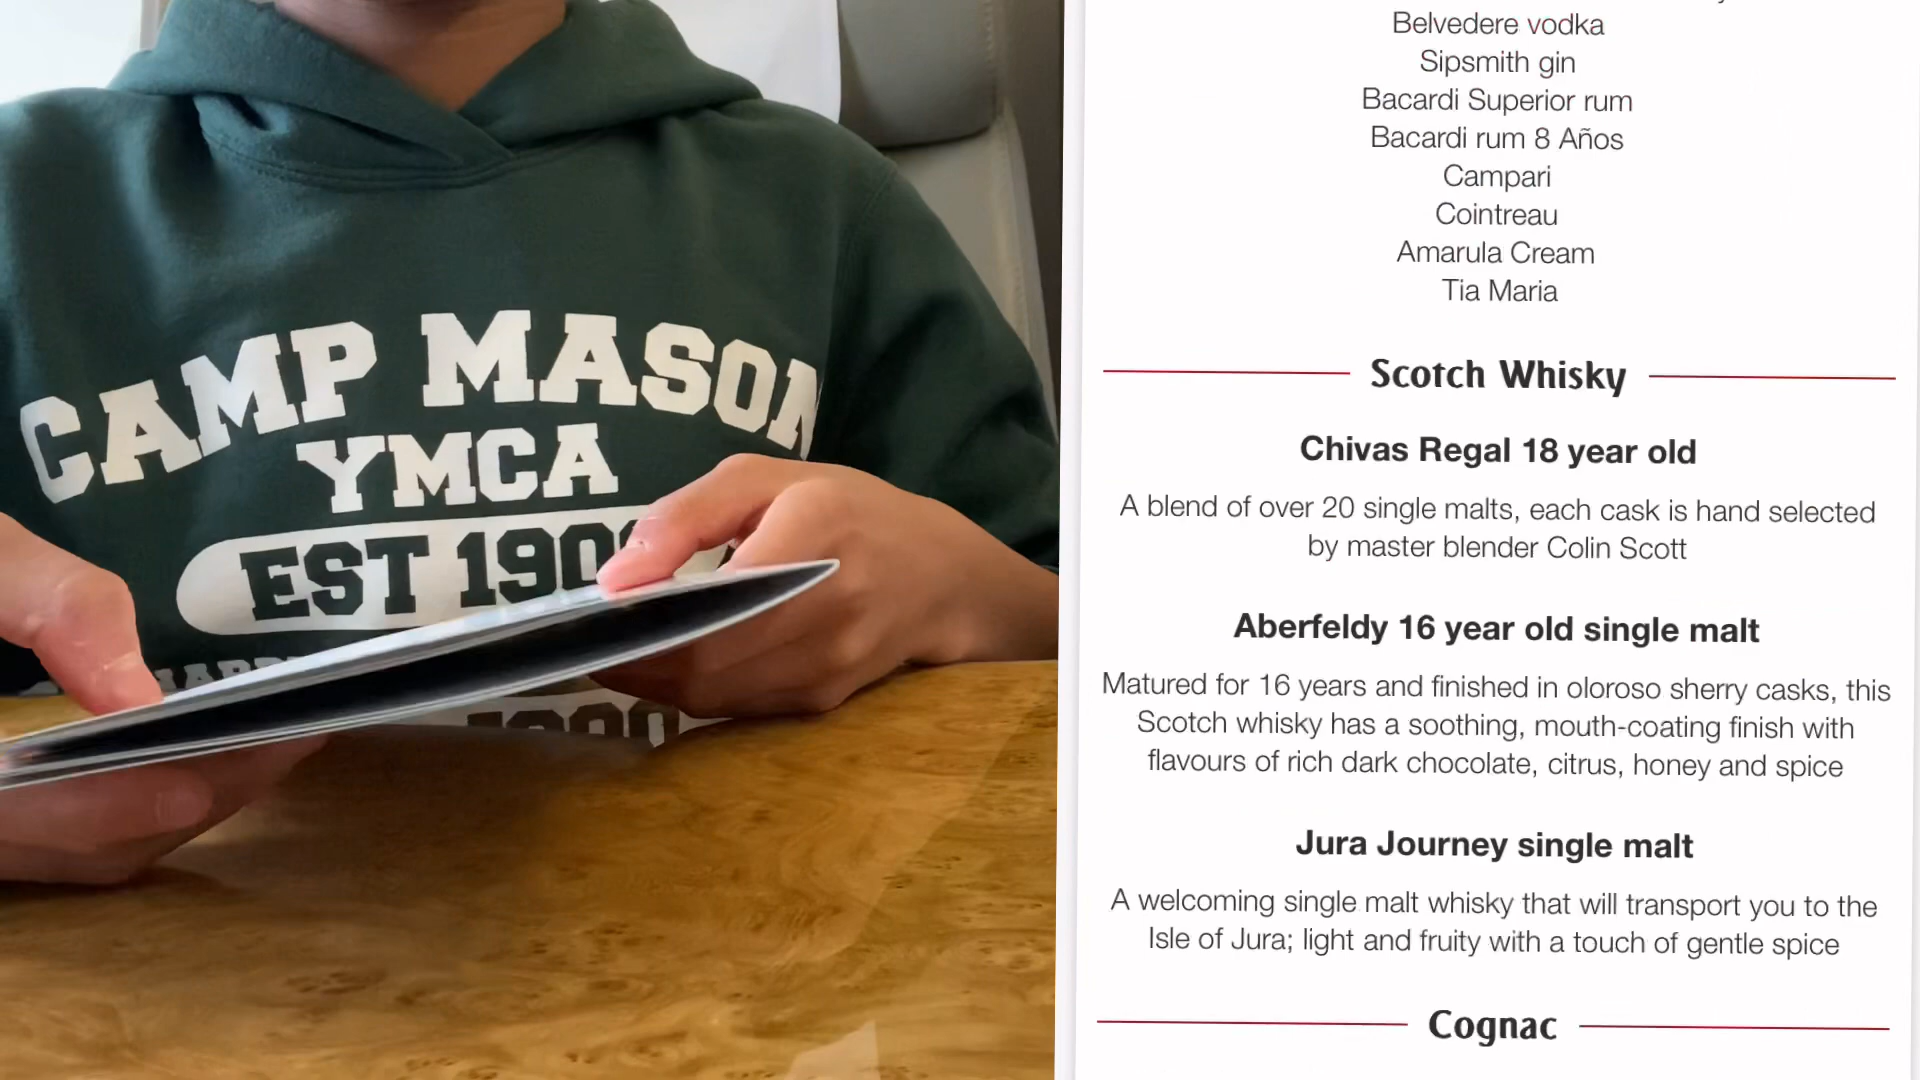 CAMP MASON
YMCA
EST 190
Belvedere vodka
Sipsmith gin
Bacardi Superior rum
Bacardi rum 8 Años
Campari
Cointreau
Amarula Cream
Tia Maria
Scotch Whisky
Chivas Regal 18 year old
A blend of over 20 single malts, each cask is hand selected
by master blender Colin Scott
Aberfeldy 16 year old single malt
Matured for 16 years and finished in oloroso sherry casks, this
Scotch whisky has a soothing, mouth-coating finish with
flavours of rich dark chocolate, citrus, honey and spice
Jura Journey single malt
A welcoming single malt whisky that will transport you to the
Isle of Jura; light and fruity with a touch of gentle spice
Cognac